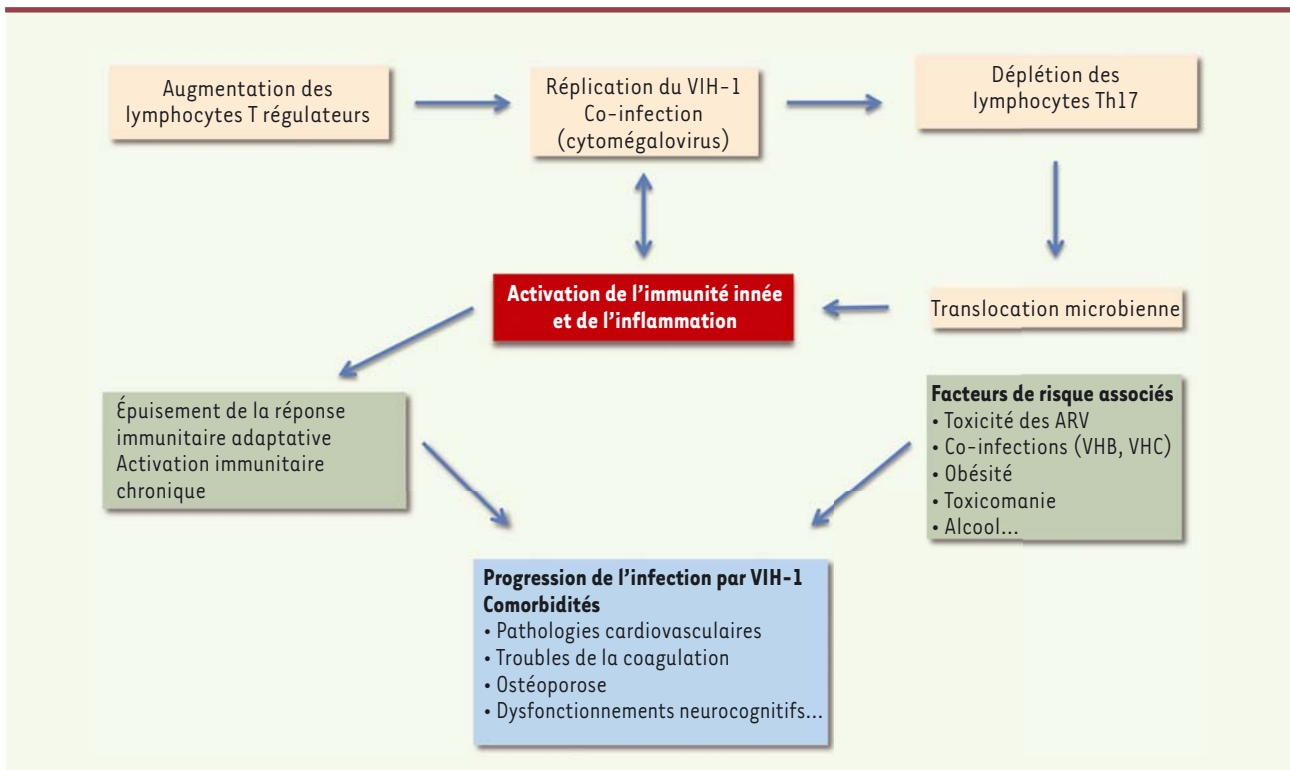 Augmentation des
lymphocytes T régulateurs
Réplication du VIH-1
Co-infection
(cytomégalovirus)
Déplétion des
lymphocytes Th17
Activation de l'immunité innée
et de l'inflammation
Translocation microbienne
Épuisement de la réponse
immunitaire adaptative
Activation immunitaire
chronique
Facteurs de risque associés
• Toxicité des ARV
• Co-infections (VHB, VHC)
• Obésité
• Toxicomanie
• Alcool...
Progression de l'infection par VIH-1
Comorbidités
• Pathologies cardiovasculaires
• Troubles de la coagulation
• Ostéoporose
• Dysfonctionnements neurocognitifs...